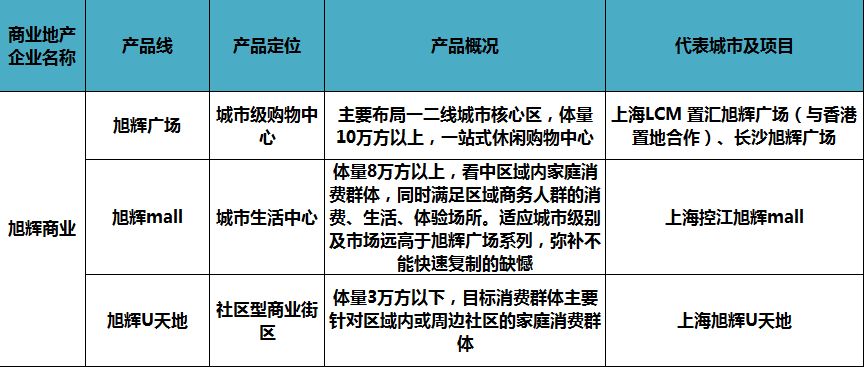 商业地产
企业名称
产品线
产品定位
产品概况
代表城市及项目
旭辉商业
旭辉广场
城市级购物中
心
主要布局一二线城市核心区，体量
10万方以上，一站式休闲购物中心
上海LCM 置汇旭辉广场（与香港
置地合作）、长沙旭辉广场
旭辉mall
城市生活中心
体量8万方以上，看中区域内家庭消
费群体，同时满足区域商务人群的消
费、生活、体验场所。适应城市级别
及市场远高于旭辉广场系列，弥补不
能快速复制的缺憾
上海控江旭辉mall
旭辉U天地
社区型商业街
区
体量3万方以下，目标消费群体主要
针对区域内或周边社区的家庭消费群
体
上海旭辉U天地